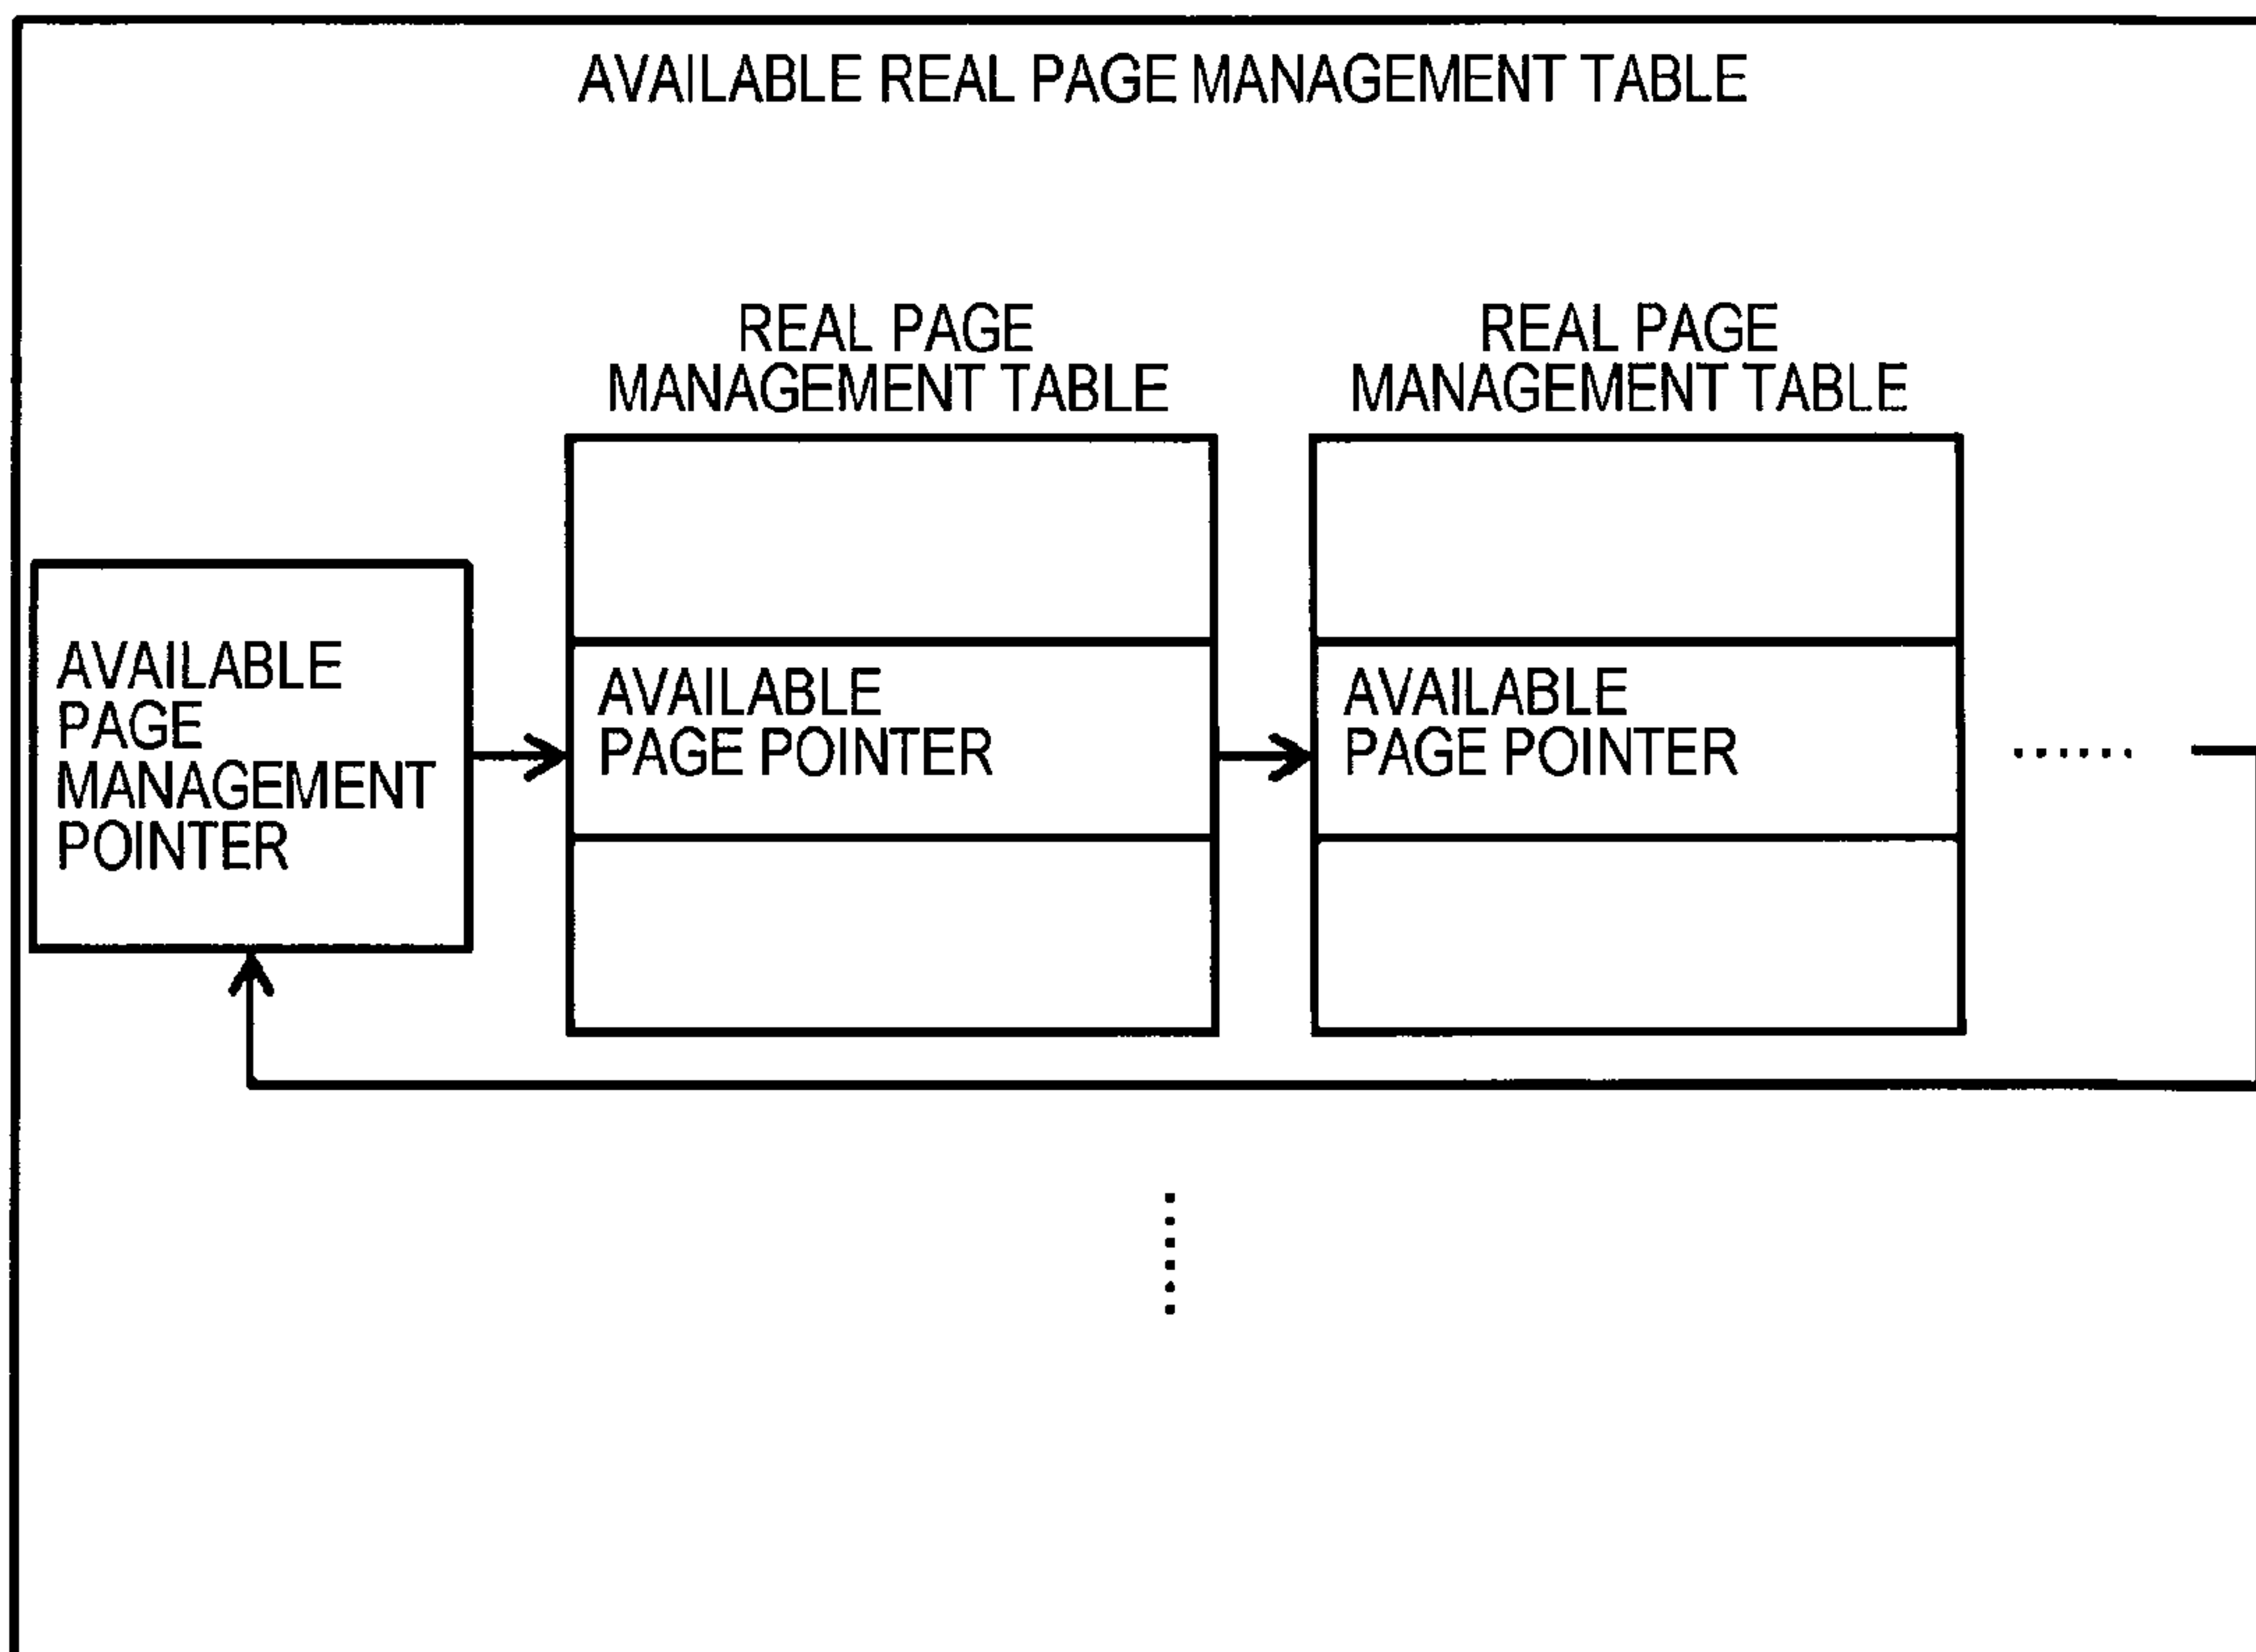 AVAILABLE REAL PAGE MANAGEMENT TABLE
REAL PAGE
MANAGEMENT TABLE
REAL PAGE
MANAGEMENT TABLE
AVAILABLE
PAGE
MANAGEMENT
POINTER
AVAILABLE
PAGE POINTER
AVAILABLE
PAGE POINTER